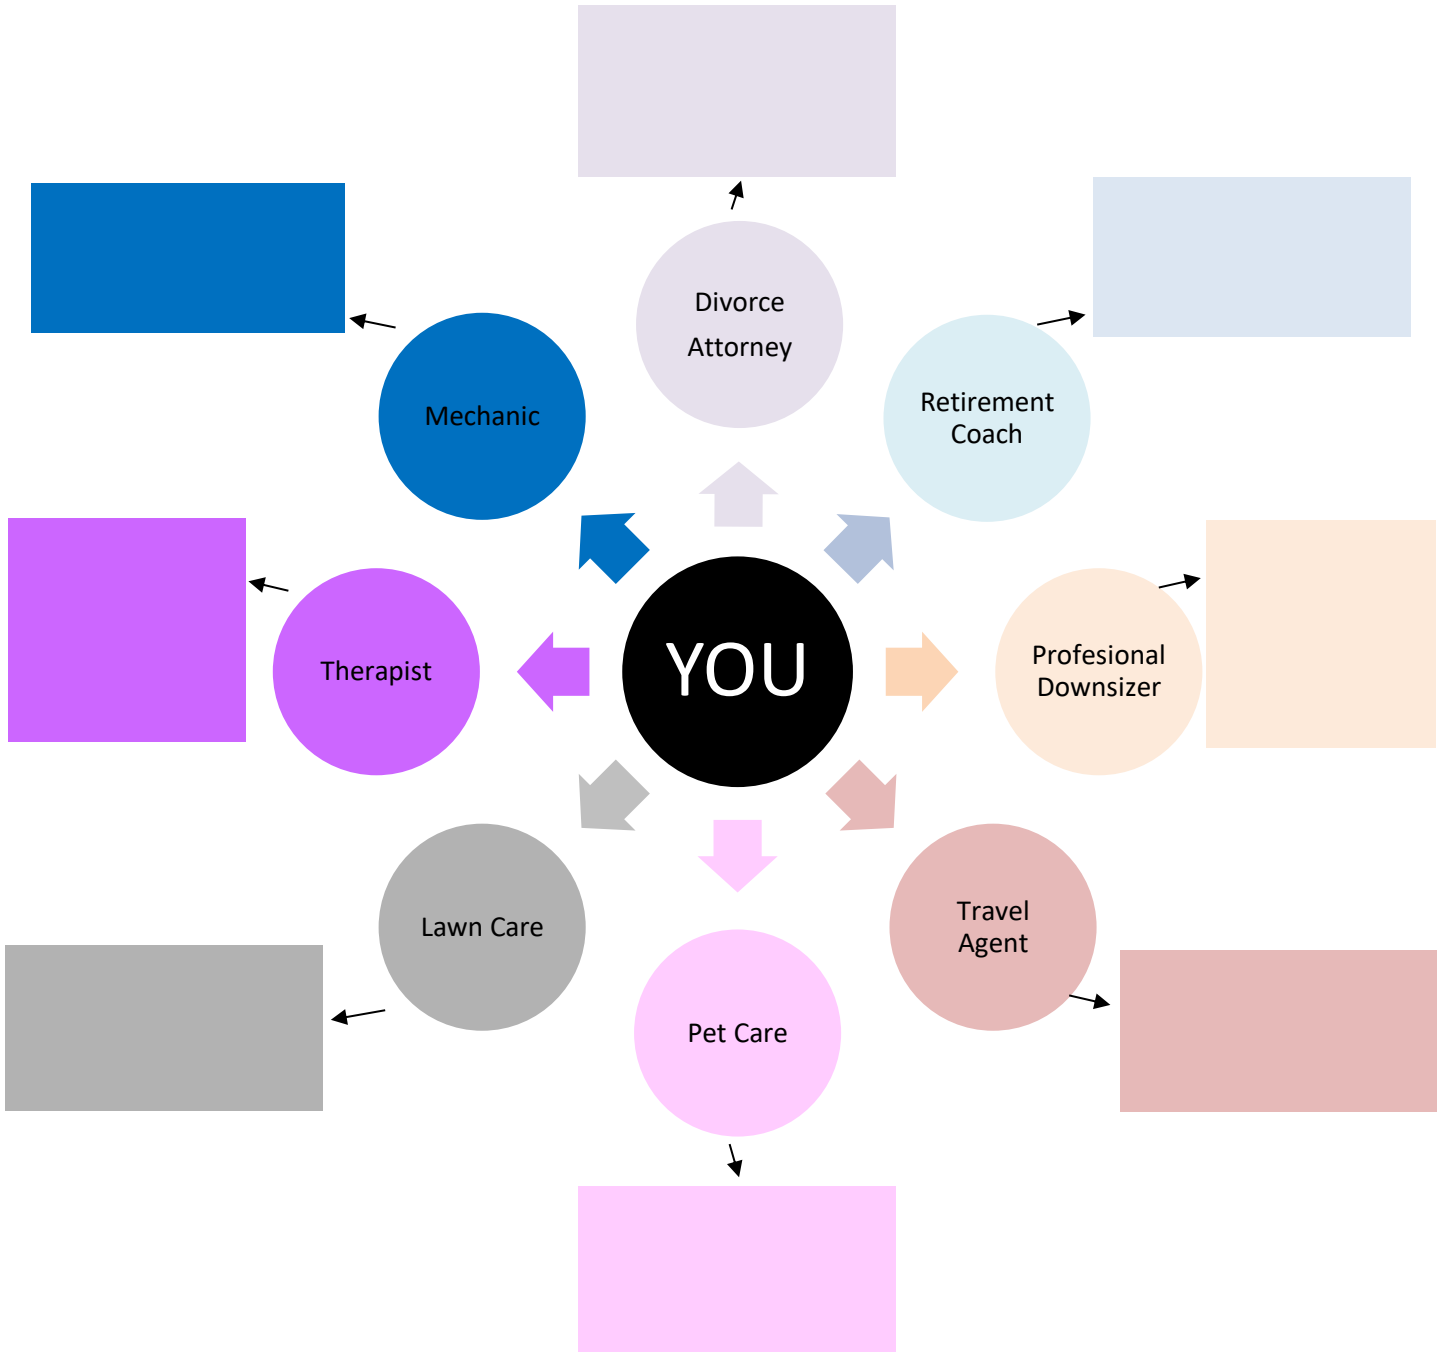 Divorce
Attorney
Mechanic
Retirement
Coach
Therapist
YOU
Profesional
Downsizer
Lawn Care
Travel
Agent
Pet Care